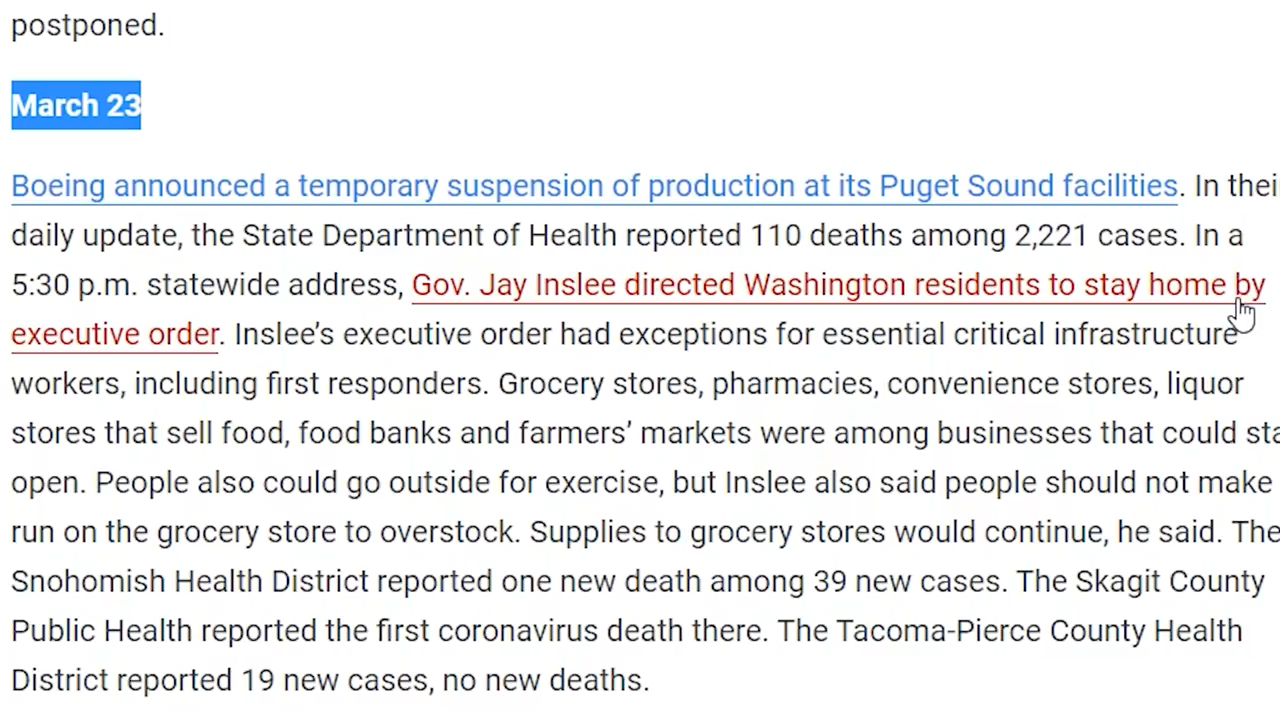 postponed.
March 23
Boeing announced a temporary suspension of production at its Puget Sound facilities. In thei
daily update, the State Department of Health reported 110 deaths among 2,221 cases. In a
5:30 p.m. statewide address, Gov. Jay Inslee directed Washington residents to stay home by
executive order. Inslee’s executive order had exceptions for essential critical infrastructure
workers, including first responders. Grocery stores, pharmacies, convenience stores, liquor
stores that sell food, food banks and farmers’ markets were among businesses that could sta
open. People also could go outside for exercise, but Inslee also said people should not make
run on the grocery store to overstock. Supplies to grocery stores would continue, he said. The
Snohomish Health District reported one new death among 39 new cases. The Skagit County
Public Health reported the first coronavirus death there. The Tacoma-Pierce County Health
District reported 19 new cases, no new deaths.